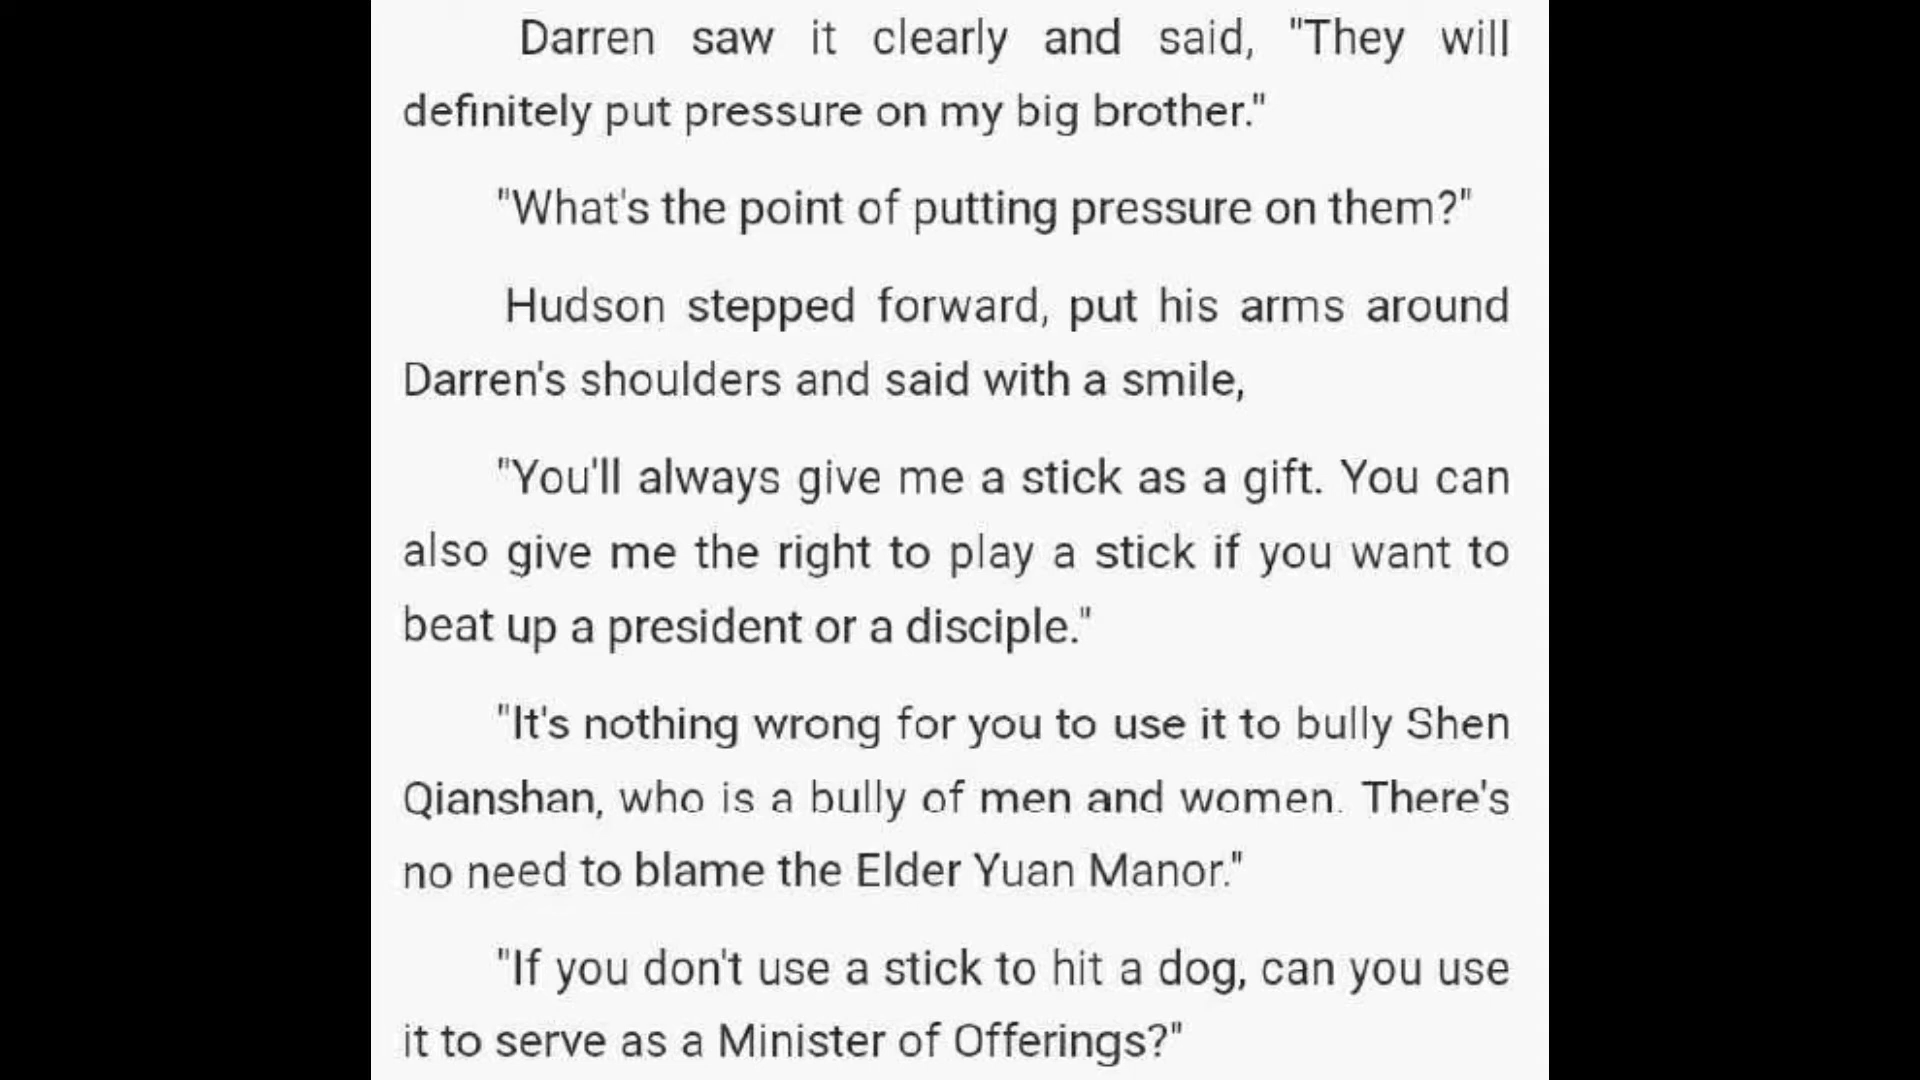 Darren saw it clearly and said, "They will
definitely put pressure on my big brother."
"What's the point of putting pressure on them?"
Hudson stepped forward, put his arms around
Darren's shoulders and said with a smile,
"You'll always give me a stick as a gift. You can
also give me the right to play a stick if you want to
beat up a president or a disciple."
"It's nothing wrong for you to use it to bully Shen
Qianshan, who is a bully of men and women. There's
no need to blame the Elder Yuan Manor."
"If you don't use a stick to hit a dog, can you use
it to serve as a Minister of Offerings?"